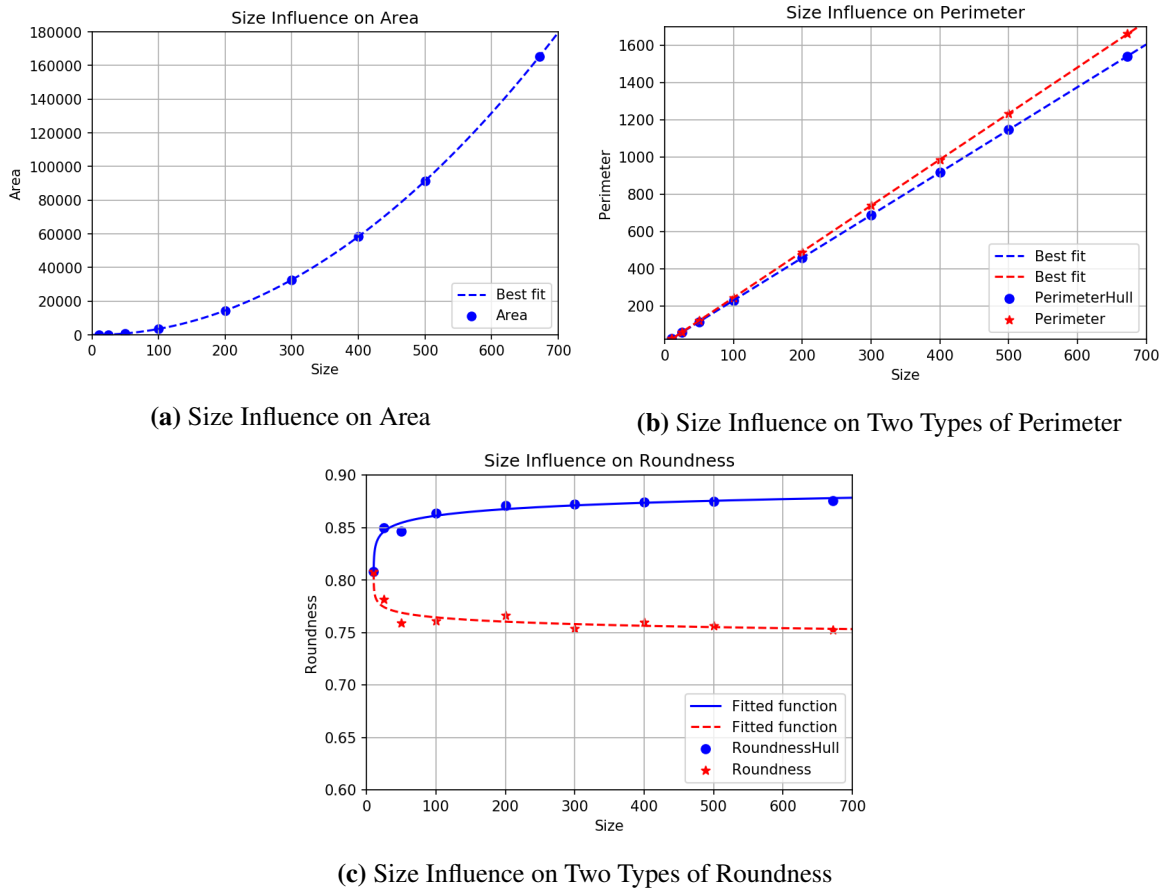 Size Influence on Area
180000
160000
140000
120000
100000
80000
60000
40000
20000
0
Area
0 100 200 300 400 500 600 700
Size
Best fit
Area
(a) Size Influence on Area
Size Influence on Perimeter
1600
1400
1200
1000
800
600
400
200
Perimeter
0 100 200 300 400 500 600 700
Size
Best fit
Best fit
PerimeterHull
Perimeter
(b) Size Influence on Two Types of Perimeter
Size Influence on Roundness
0.90
0.85
0.80
0.75
0.70
0.65
0.60
Roundness
0 100 200 300 400 500 600 700
Size
Fitted function
Fitted function
RoundnessHull
Roundness
(c) Size Influence on Two Types of Roundness